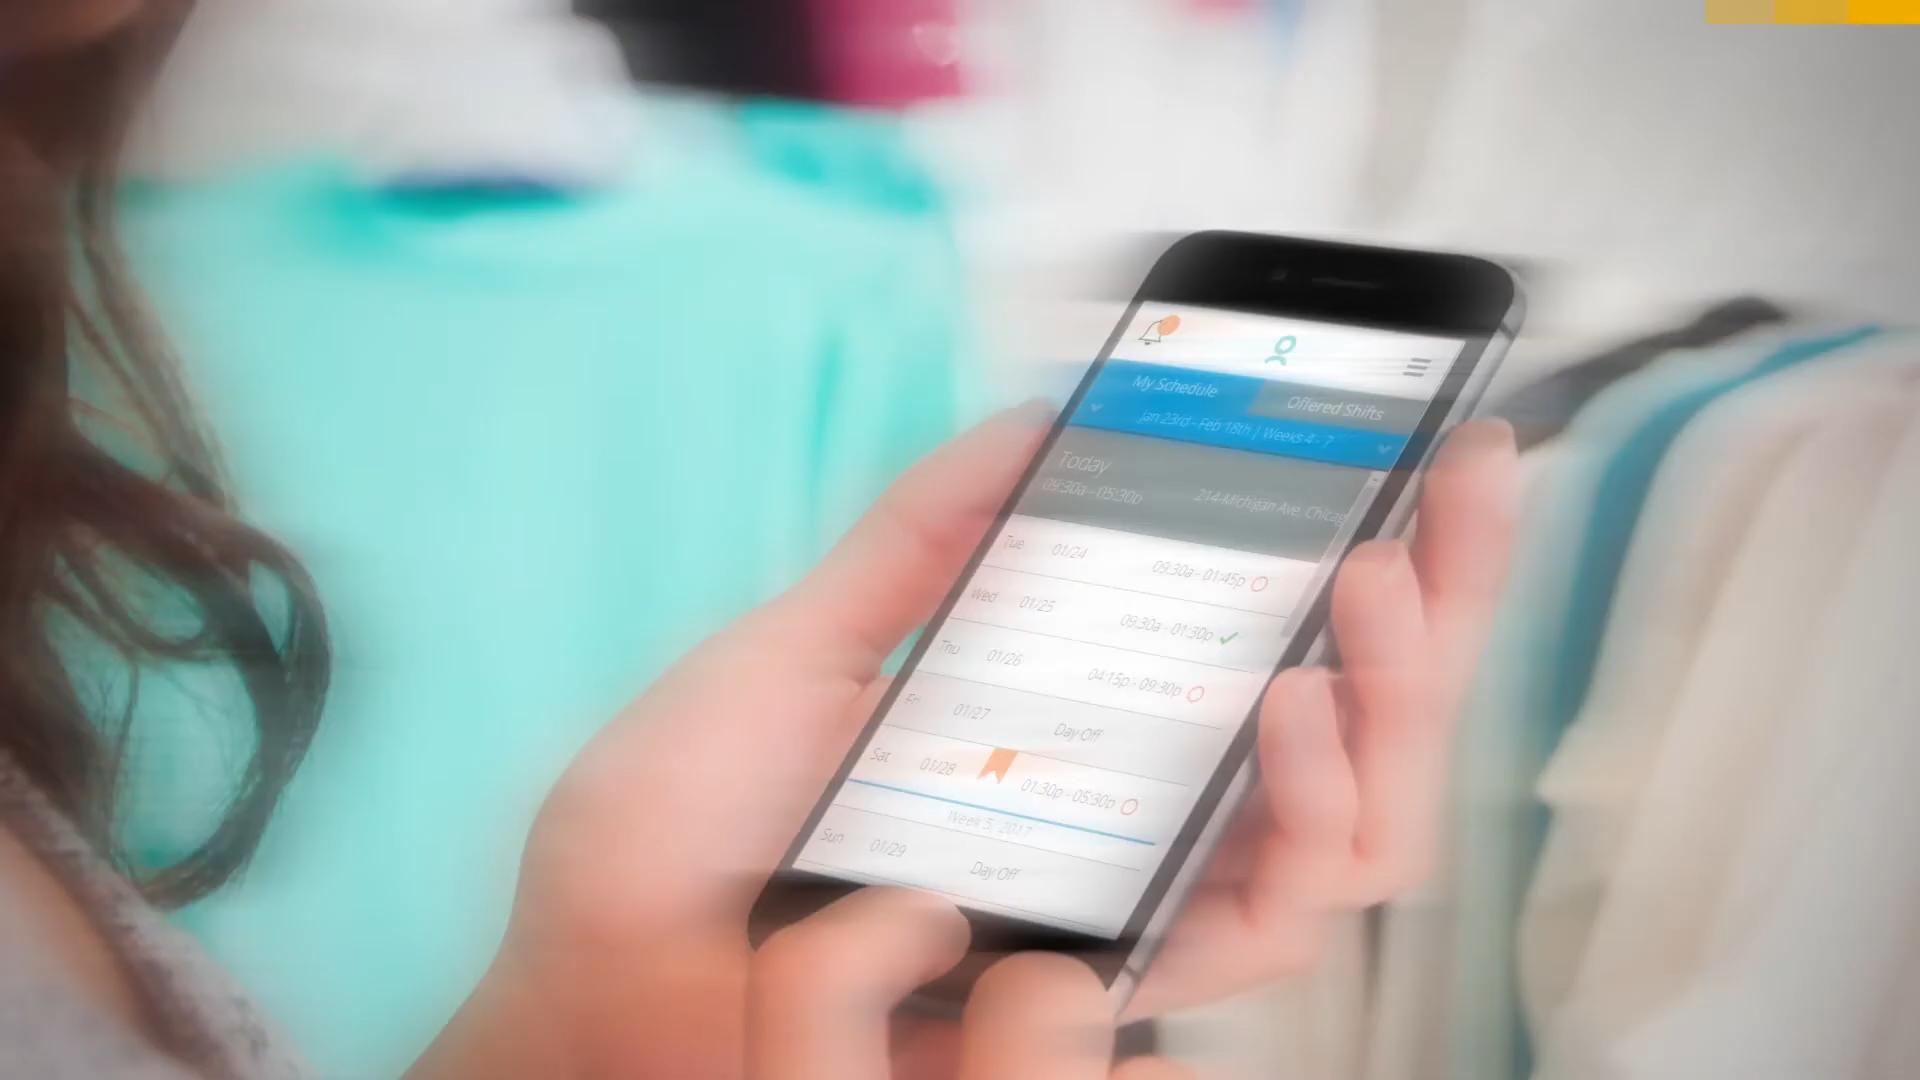 My Schedule Offered Shifts
Jan 23rd - Feb 18th | Weeks 4 - 7
Today
09:30a - 05:30p 214 Michigan Ave. Chicag
Tue 01/24 09:30a - 01:45p
Wed 01/25 09:30a - 01:30p
Thu 01/26 04:15p - 09:30p
Fri 01/27 Day Off
Sat 01/28 01:30p - 05:30p
Week 5, 2017
Sun 01/29 Day Off